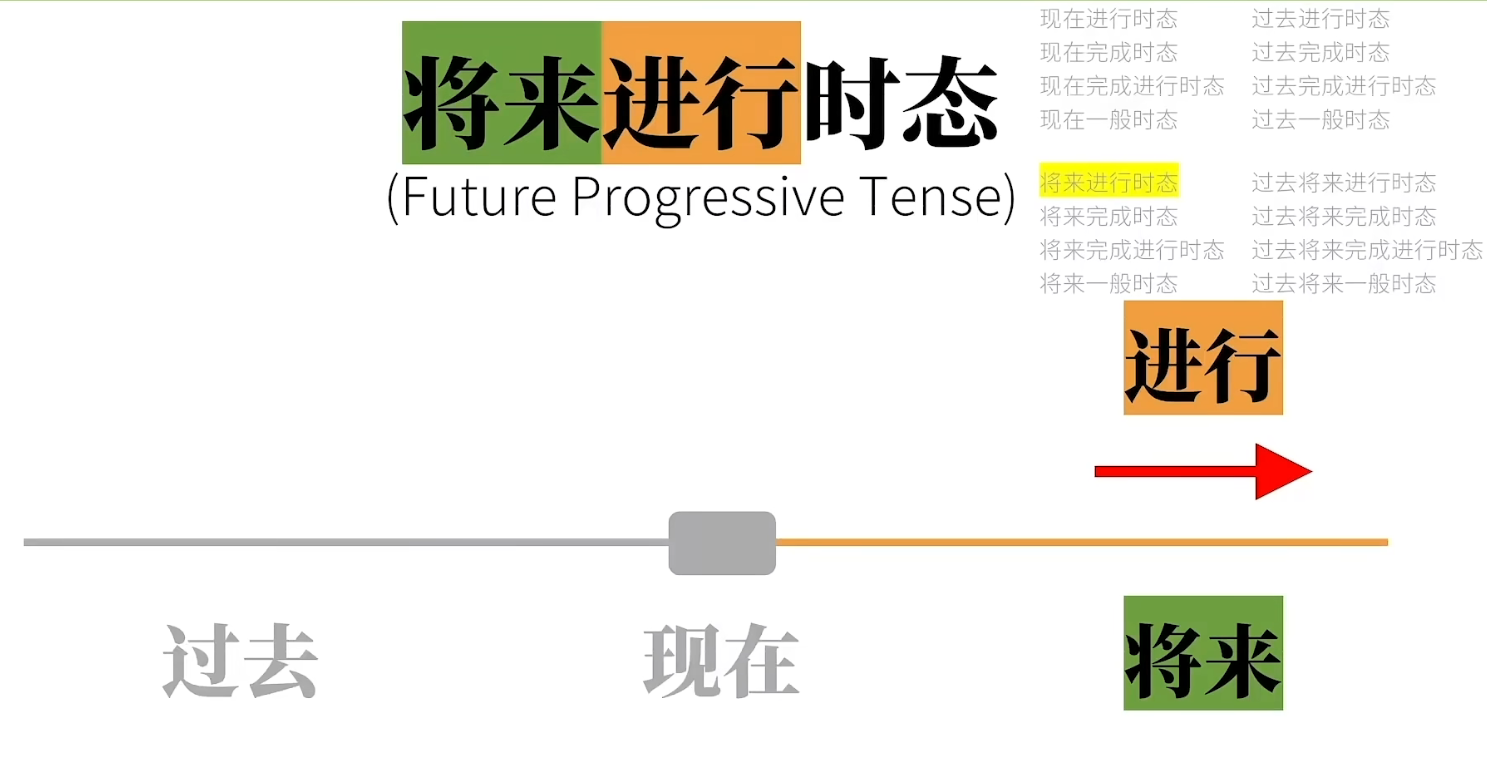 将来进行时态
(Future Progressive Tense)
现在进行时态 过去进行时态
现在完成时态 过去完成时态
现在完成进行时态 过去完成进行时态
现在一般时态 过去一般时态
将来进行时态 过去将来进行时态
将来完成时态 过去将来完成时态
将来完成进行时态 过去将来完成进行时态
将来一般时态 过去将来一般时态
进行
过去 现在 将来